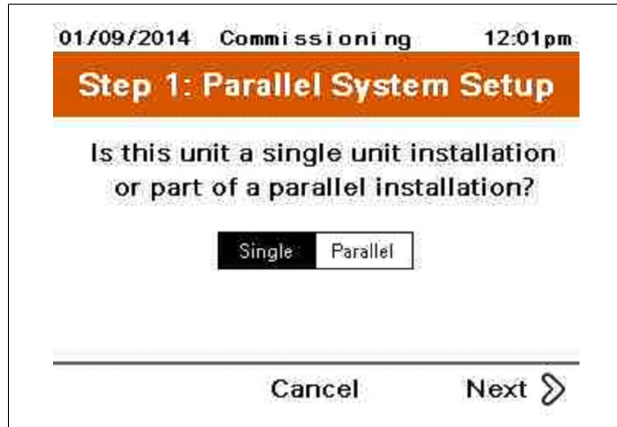 01/09/2014 Commissioning 12:01pm
Step 1: Parallel System Setup
Is this unit a single unit installation
or part of a parallel installation?
Single Parallel
Cancel Next